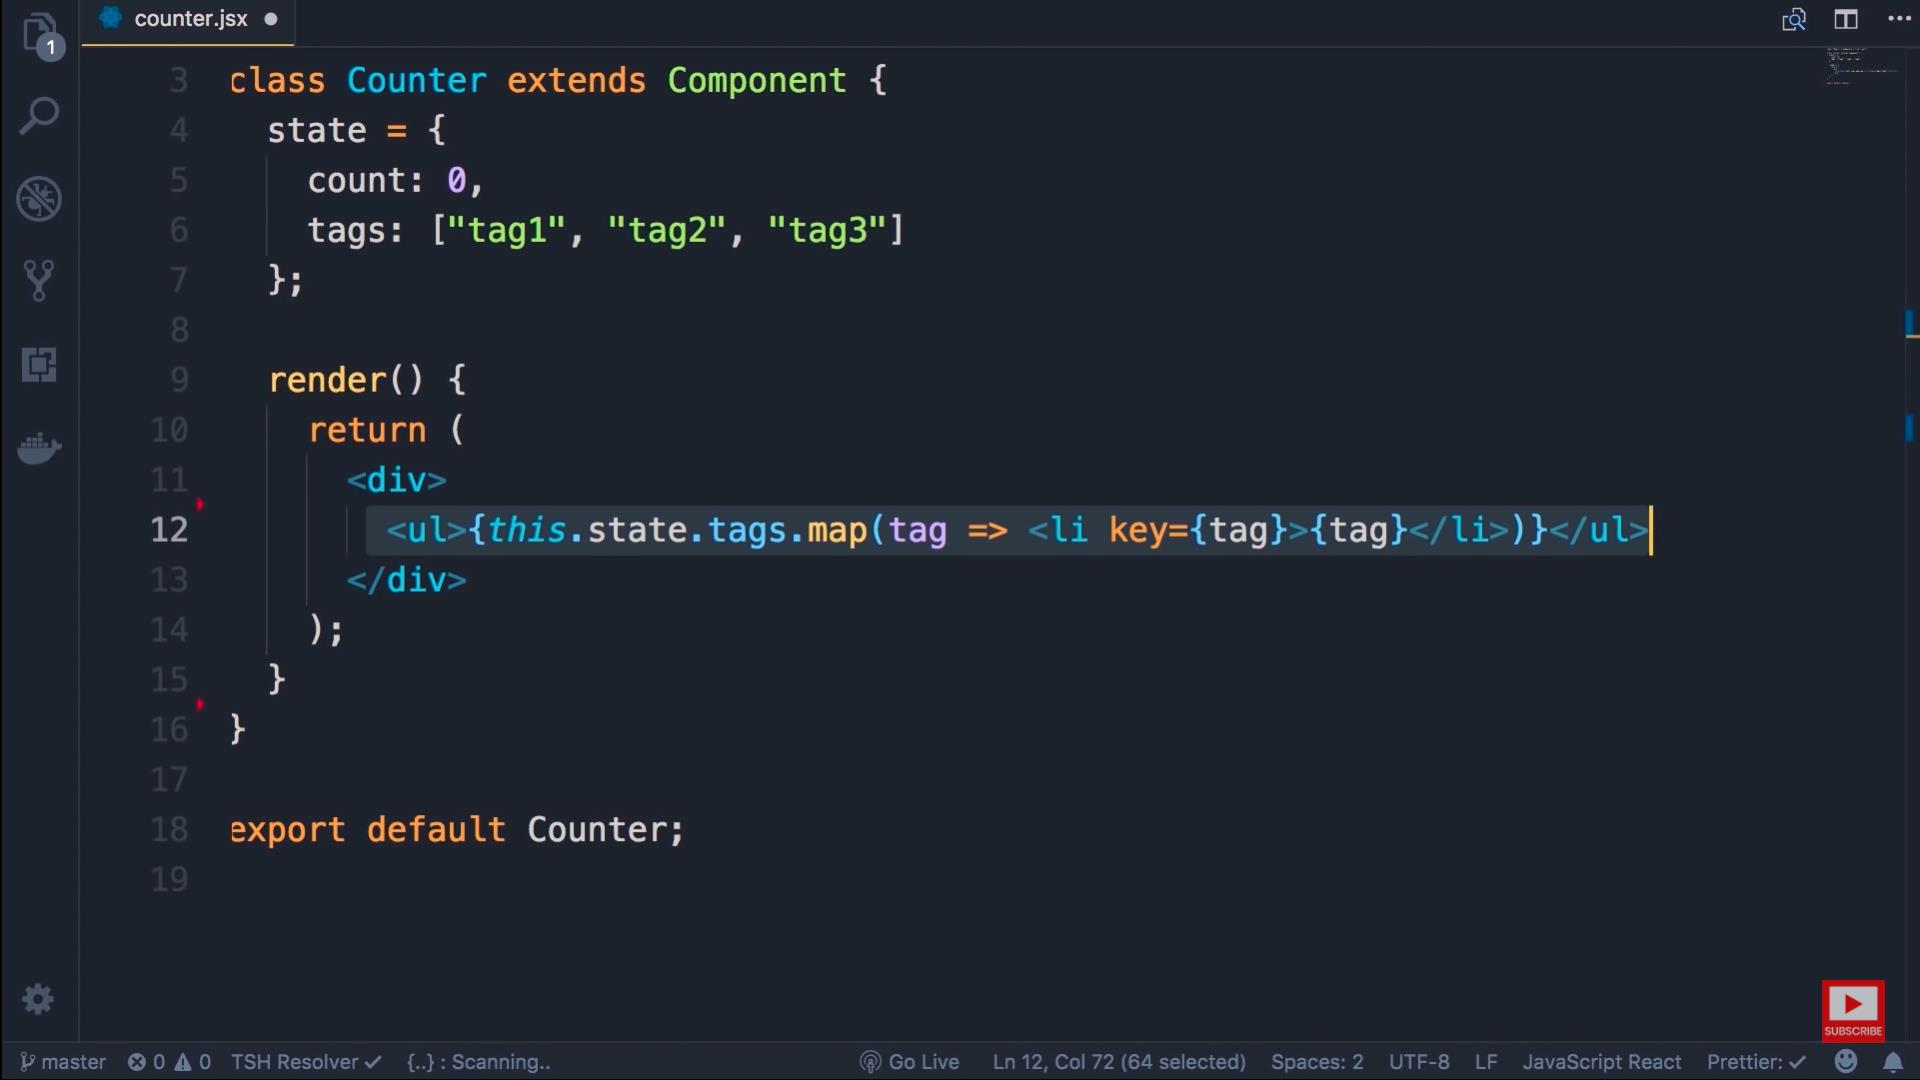 1
counter.jsx
3 class Counter extends Component {
4 state = {
5 count: 0,
6 tags: ["tag1", "tag2", "tag3"]
7 };
8
9 render() {
10 return (
11 <div>
12 <ul>{this.state.tags.map(tag => <li key={tag}>{tag}</li>)}</ul>
13 </div>
14 );
15 }
16 }
17
18 export default Counter;
19
SUBSCRIBE
master 0 0 TSH Resolver ✓ {..} : Scanning.. Go Live Ln 12, Col 72 (64 selected) Spaces: 2 UTF-8 LF JavaScript React Prettier: ✓